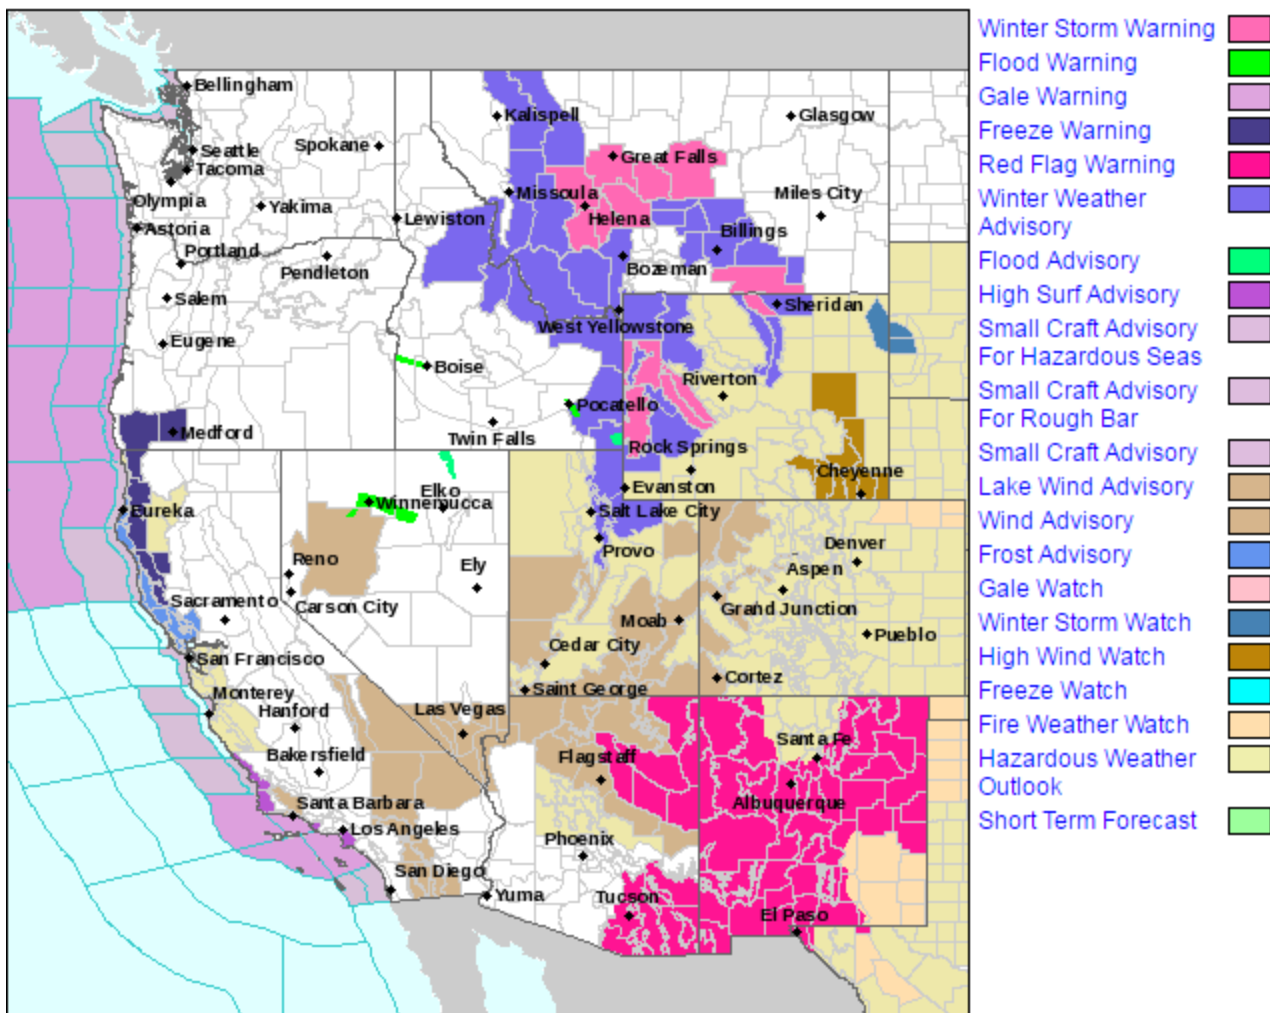 Bellingham
Seattle
Tacoma
Olympia
Astoria
Portland
Salem
Eugene
Medford
Spokane
Yakima
Pendleton
Lewiston
Kalispell
Missoula
Great Falls
Helena
Bozeman
Glasgow
Miles City
Billings
West Yellowstone
Sheridan
Boise
Twin Falls
Pocatello
Riverton
Rock Springs
Evanston
Cheyenne
Eureka
Winnemucca
Elko
Reno
Carson City
Ely
Salt Lake City
Provo
Moab
Cedar City
Saint George
Denver
Aspen
Grand Junction
Pueblo
Cortez
Sacramento
San Francisco
Monterey
Hanford
Bakersfield
Las Vegas
Santa Barbara
Los Angeles
San Diego
Flagstaff
Phoenix
Yuma
Tucson
Santa Fe
Albuquerque
El Paso
Winter Storm Warning
Flood Warning
Gale Warning
Freeze Warning
Red Flag Warning
Winter Weather
Advisory
Flood Advisory
High Surf Advisory
Small Craft Advisory
For Hazardous Seas
Small Craft Advisory
For Rough Bar
Small Craft Advisory
Lake Wind Advisory
Wind Advisory
Frost Advisory
Gale Watch
Winter Storm Watch
High Wind Watch
Freeze Watch
Fire Weather Watch
Hazardous Weather
Outlook
Short Term Forecast